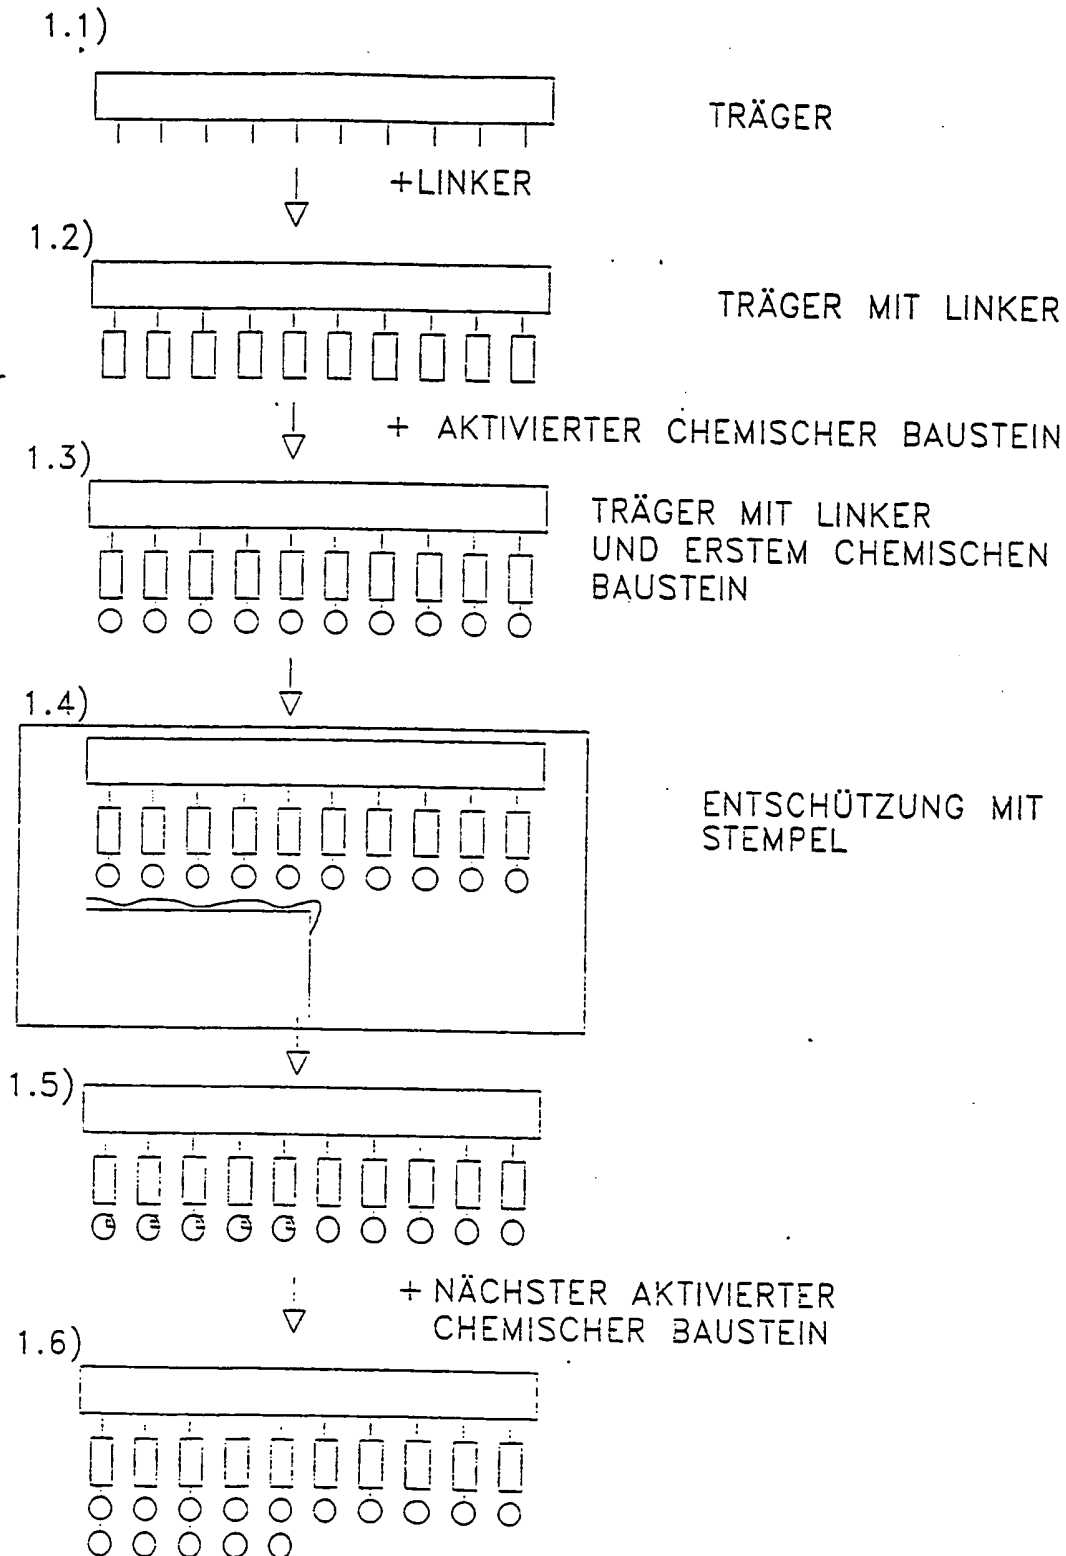 1.1)
TRÄGER
+LINKER
1.2)
TRÄGER MIT LINKER
+ AKTIVIERTER CHEMISCHER BAUSTEIN
1.3)
TRÄGER MIT LINKER
UND ERSTEM CHEMISCHEN
BAUSTEIN
1.4)
ENTSCHÜTZUNG MIT
STEMPEL
1.5)
+ NÄCHSTER AKTIVIERTER
CHEMISCHER BAUSTEIN
1.6)